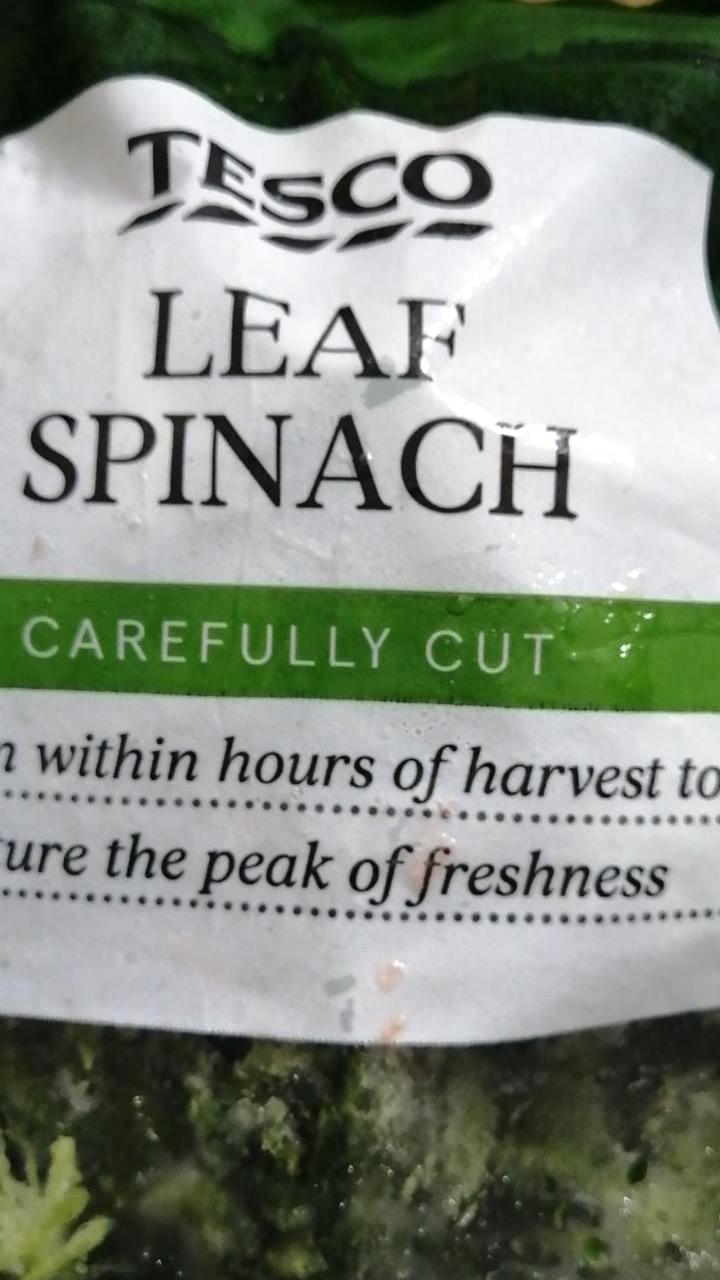 TESCO
LEAF
SPINACH
CAREFULLY CUT
within hours of harvest to
the peak of freshness